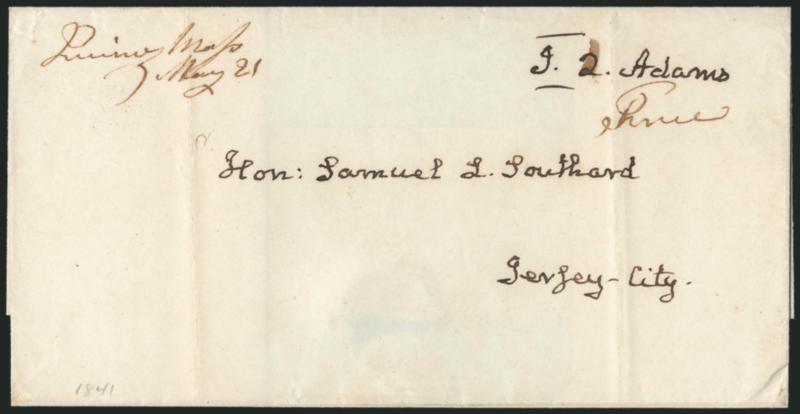 Quincy Mass
May 21
J. Q. Adams
Free
Hon: Samuel L. Southard
Jersey-City.
1841